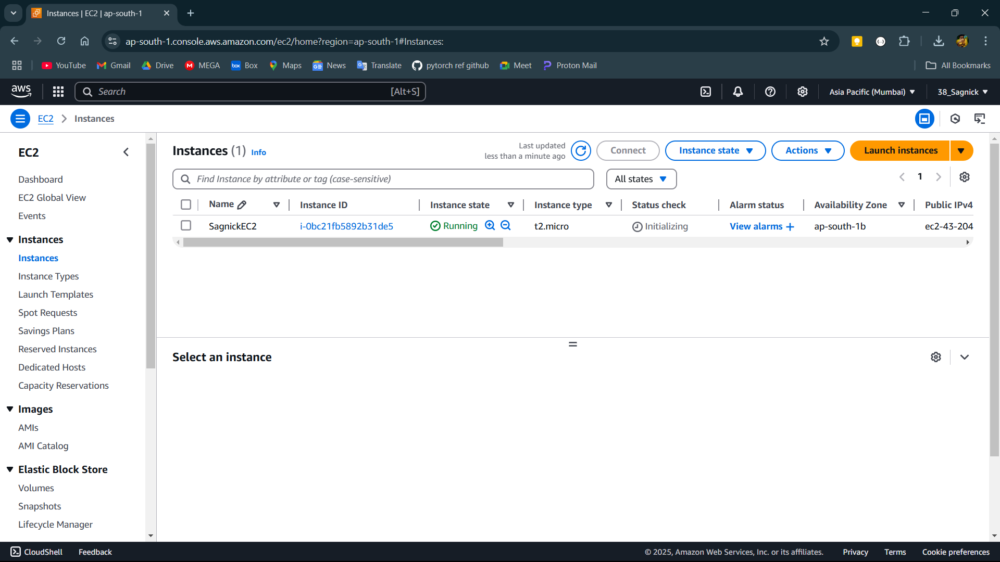 Instances | EC2 | ap-south-1
ap-south-1.console.aws.amazon.com/ec2/home?region=ap-south-1#Instances:
YouTube Gmail Drive MEGA box Box Maps News Translate pytorch ref github Meet Proton Mail All Bookmarks
aws Search [Alt+S] Asia Pacific (Mumbai) 38_Sagnick
EC2 Instances
EC2
Dashboard
EC2 Global View
Events
Instances
Instances
Instance Types
Launch Templates
Spot Requests
Savings Plans
Reserved Instances
Dedicated Hosts
Capacity Reservations
Images
AMIs
AMI Catalog
Elastic Block Store
Volumes
Snapshots
Lifecycle Manager
Instances (1) Info
Last updated
less than a minute ago
Connect Instance state Actions Launch instances
Find Instance by attribute or tag (case-sensitive) All states 1
Name Instance ID Instance state Instance type Status check Alarm status Availability Zone Public IPv4
SagnickEC2 i-0bc21fb5892b31de5 Running t2.micro Initializing View alarms + ap-south-1b ec2-43-204
Select an instance
CloudShell Feedback © 2025, Amazon Web Services, Inc. or its affiliates. Privacy Terms Cookie preferences